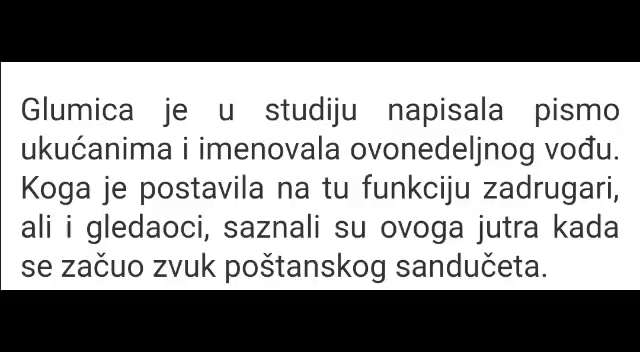 Glumica je u studiju napisala pismo
ukućanima i imenovala ovonedeljnog vođu.
Koga je postavila na tu funkciju zadrugari,
ali i gledaoci, saznali su ovoga jutra kada
se začuo zvuk poštanskog sandučeta.